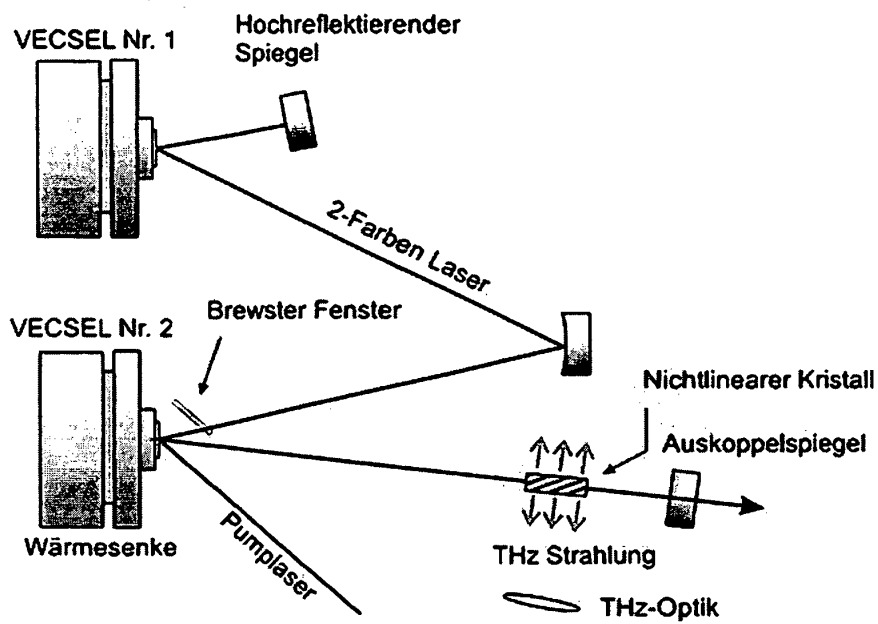 VECSEL Nr. 1
Hochreflektierender
Spiegel
2-Farben Laser
VECSEL Nr. 2
Brewster Fenster
Nichtlinearer Kristall
Auskoppelspiegel
Wärmesenke
Pumplaser
THz Strahlung
THz-Optik